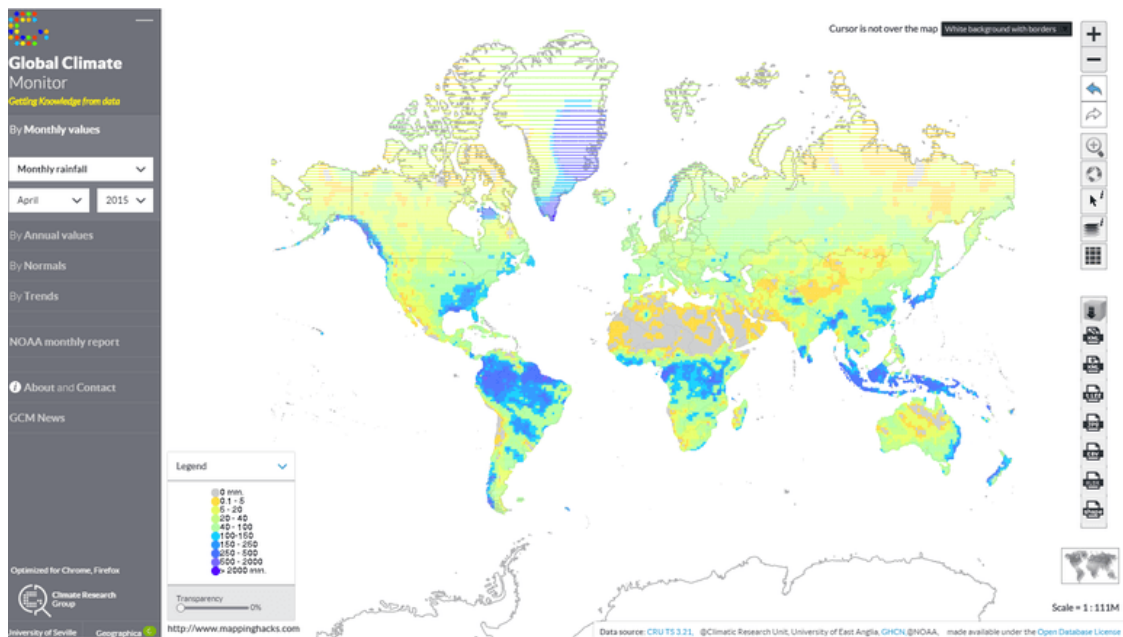 Global Climate
Monitor
Getting Knowledge from data
By Monthly values
Monthly rainfall
April
2015
By Annual values
By Normals
By Trends
NOAA monthly report
i About and Contact
GCM News
Optimized for Chrome, Firefox
Climate Research
Group
University of Seville
Geographica
Cursor is not over the map
White background with borders
Legend
0 mm.
0.1 - 5
5 - 20
20 - 40
40 - 100
100-150
150 - 250
250 - 500
500 - 2000
> 2000 mm.
Transparency
0%
http://www.mappinghacks.com
Scale = 1 : 111M
Data source: CRU TS 3.21, @Climatic Research Unit, University of East Anglia, GHCN,@NOAA, made available under the Open Database License